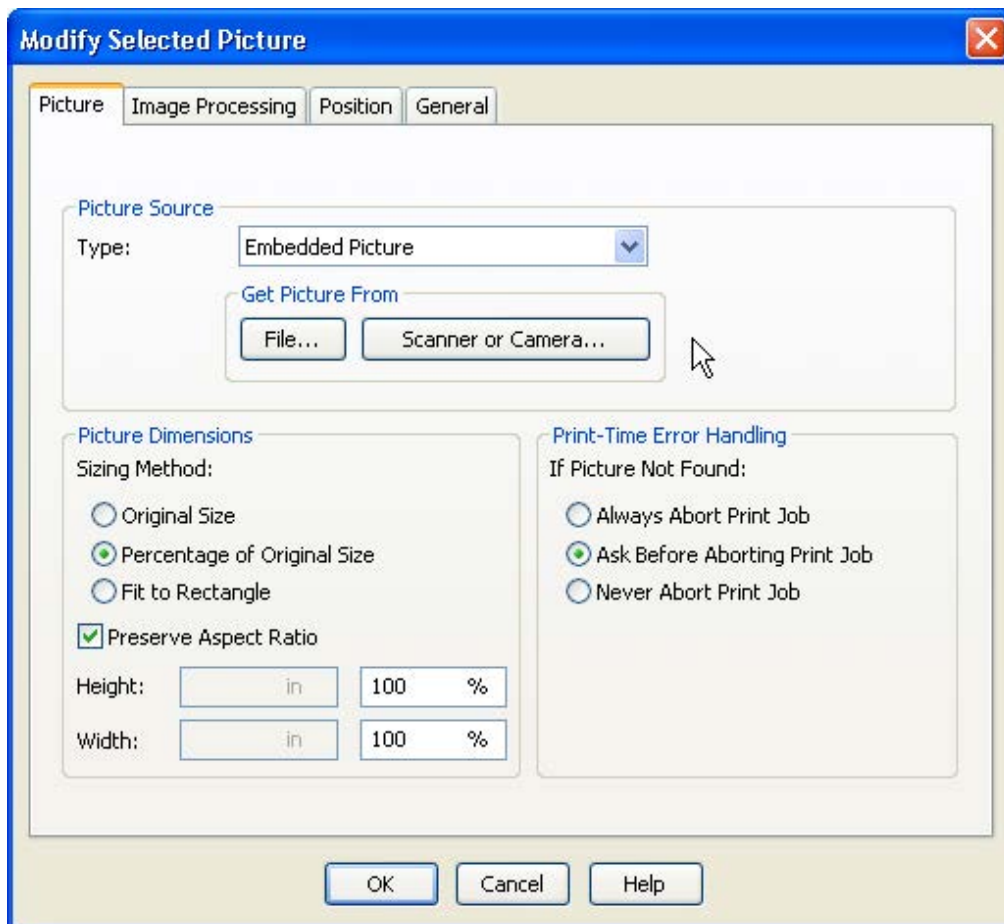 Modify Selected Picture
Picture Image Processing Position General
Picture Source
Type: Embedded Picture
Get Picture From
File... Scanner or Camera...
Picture Dimensions
Sizing Method:
Original Size
Percentage of Original Size
Fit to Rectangle
Preserve Aspect Ratio
Height: in 100 %
Width: in 100 %
Print-Time Error Handling
If Picture Not Found:
Always Abort Print Job
Ask Before Aborting Print Job
Never Abort Print Job
OK Cancel Help